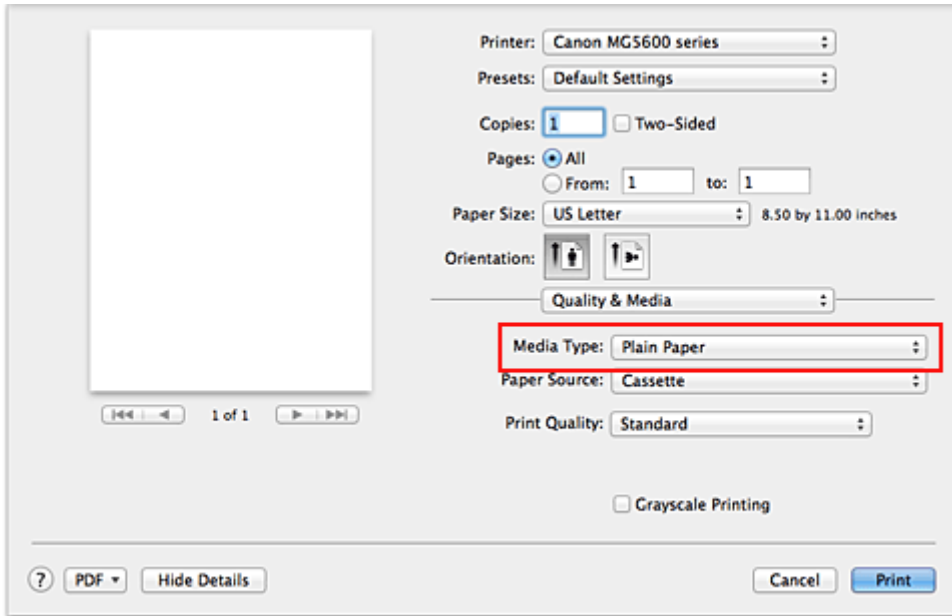 Printer: Canon MG5600 series
Presets: Default Settings
Copies: 1 Two-Sided
Pages: All
From: 1 to: 1
Paper Size: US Letter 8.50 by 11.00 inches
Orientation:
Quality & Media
Media Type: Plain Paper
Paper Source: Cassette
1 of 1
Print Quality: Standard
Grayscale Printing
? PDF Hide Details Cancel Print